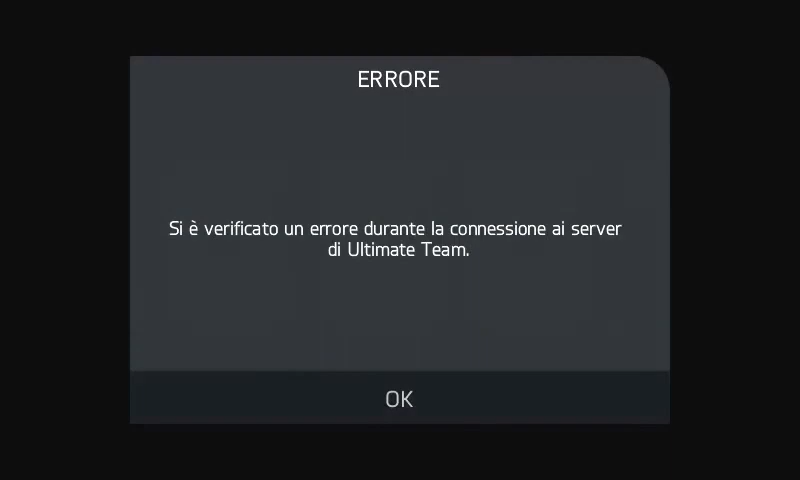 ERRORE
Si è verificato un errore durante la connessione ai server
di Ultimate Team.
OK